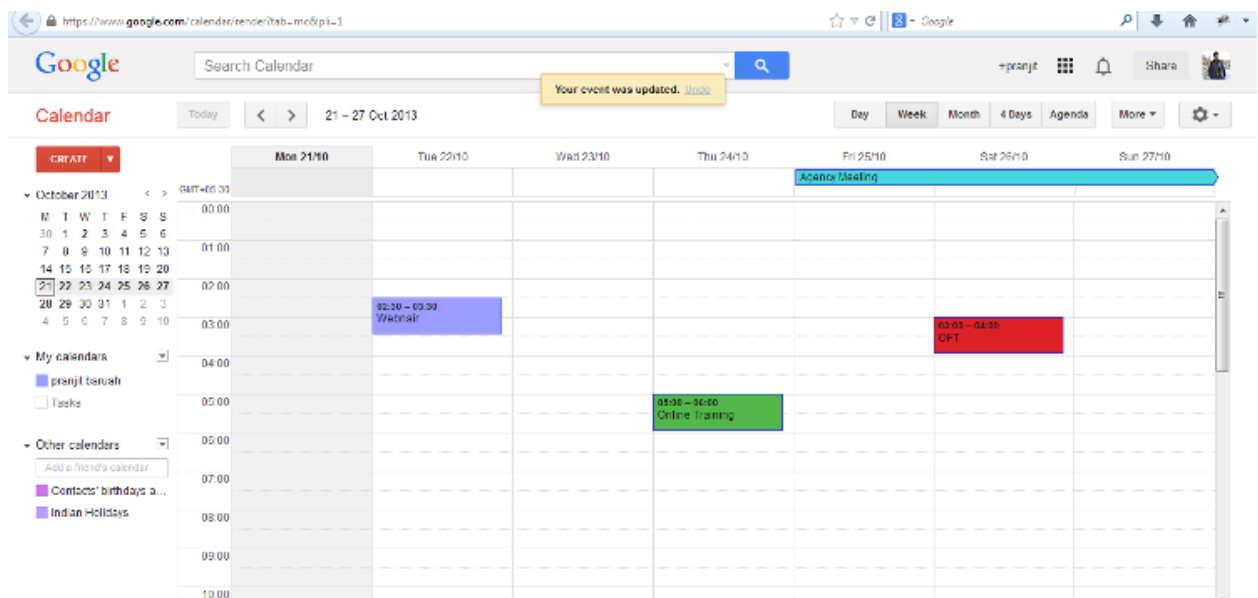 https://www.google.com/calendar/render?tab=mc&pli=1
Google
Google
Search Calendar
+pranjit
Share
Your event was updated. Undo
Calendar
Today
21 – 27 Oct 2013
Day Week Month 4 Days Agenda More
CREATE
Mon 21/10 Tue 22/10 Wed 23/10 Thu 24/10 Fri 25/10 Sat 26/10 Sun 27/10
Agency Meeting
October 2013
GMT+05:30
M T W T F S S
30 1 2 3 4 5 6
7 8 9 10 11 12 13
14 15 16 17 18 19 20
21 22 23 24 25 26 27
28 29 30 31 1 2 3
4 5 6 7 8 9 10
00:00
01:00
02:00
03:00
04:00
05:00
06:00
07:00
08:00
09:00
10:00
02:30 – 03:30
Webnair
03:00 – 04:00
OFT
05:00 – 06:00
Online Training
My calendars
pranjit baruah
Tasks
Other calendars
Add a friend's calendar
Contacts' birthdays a...
Indian Holidays